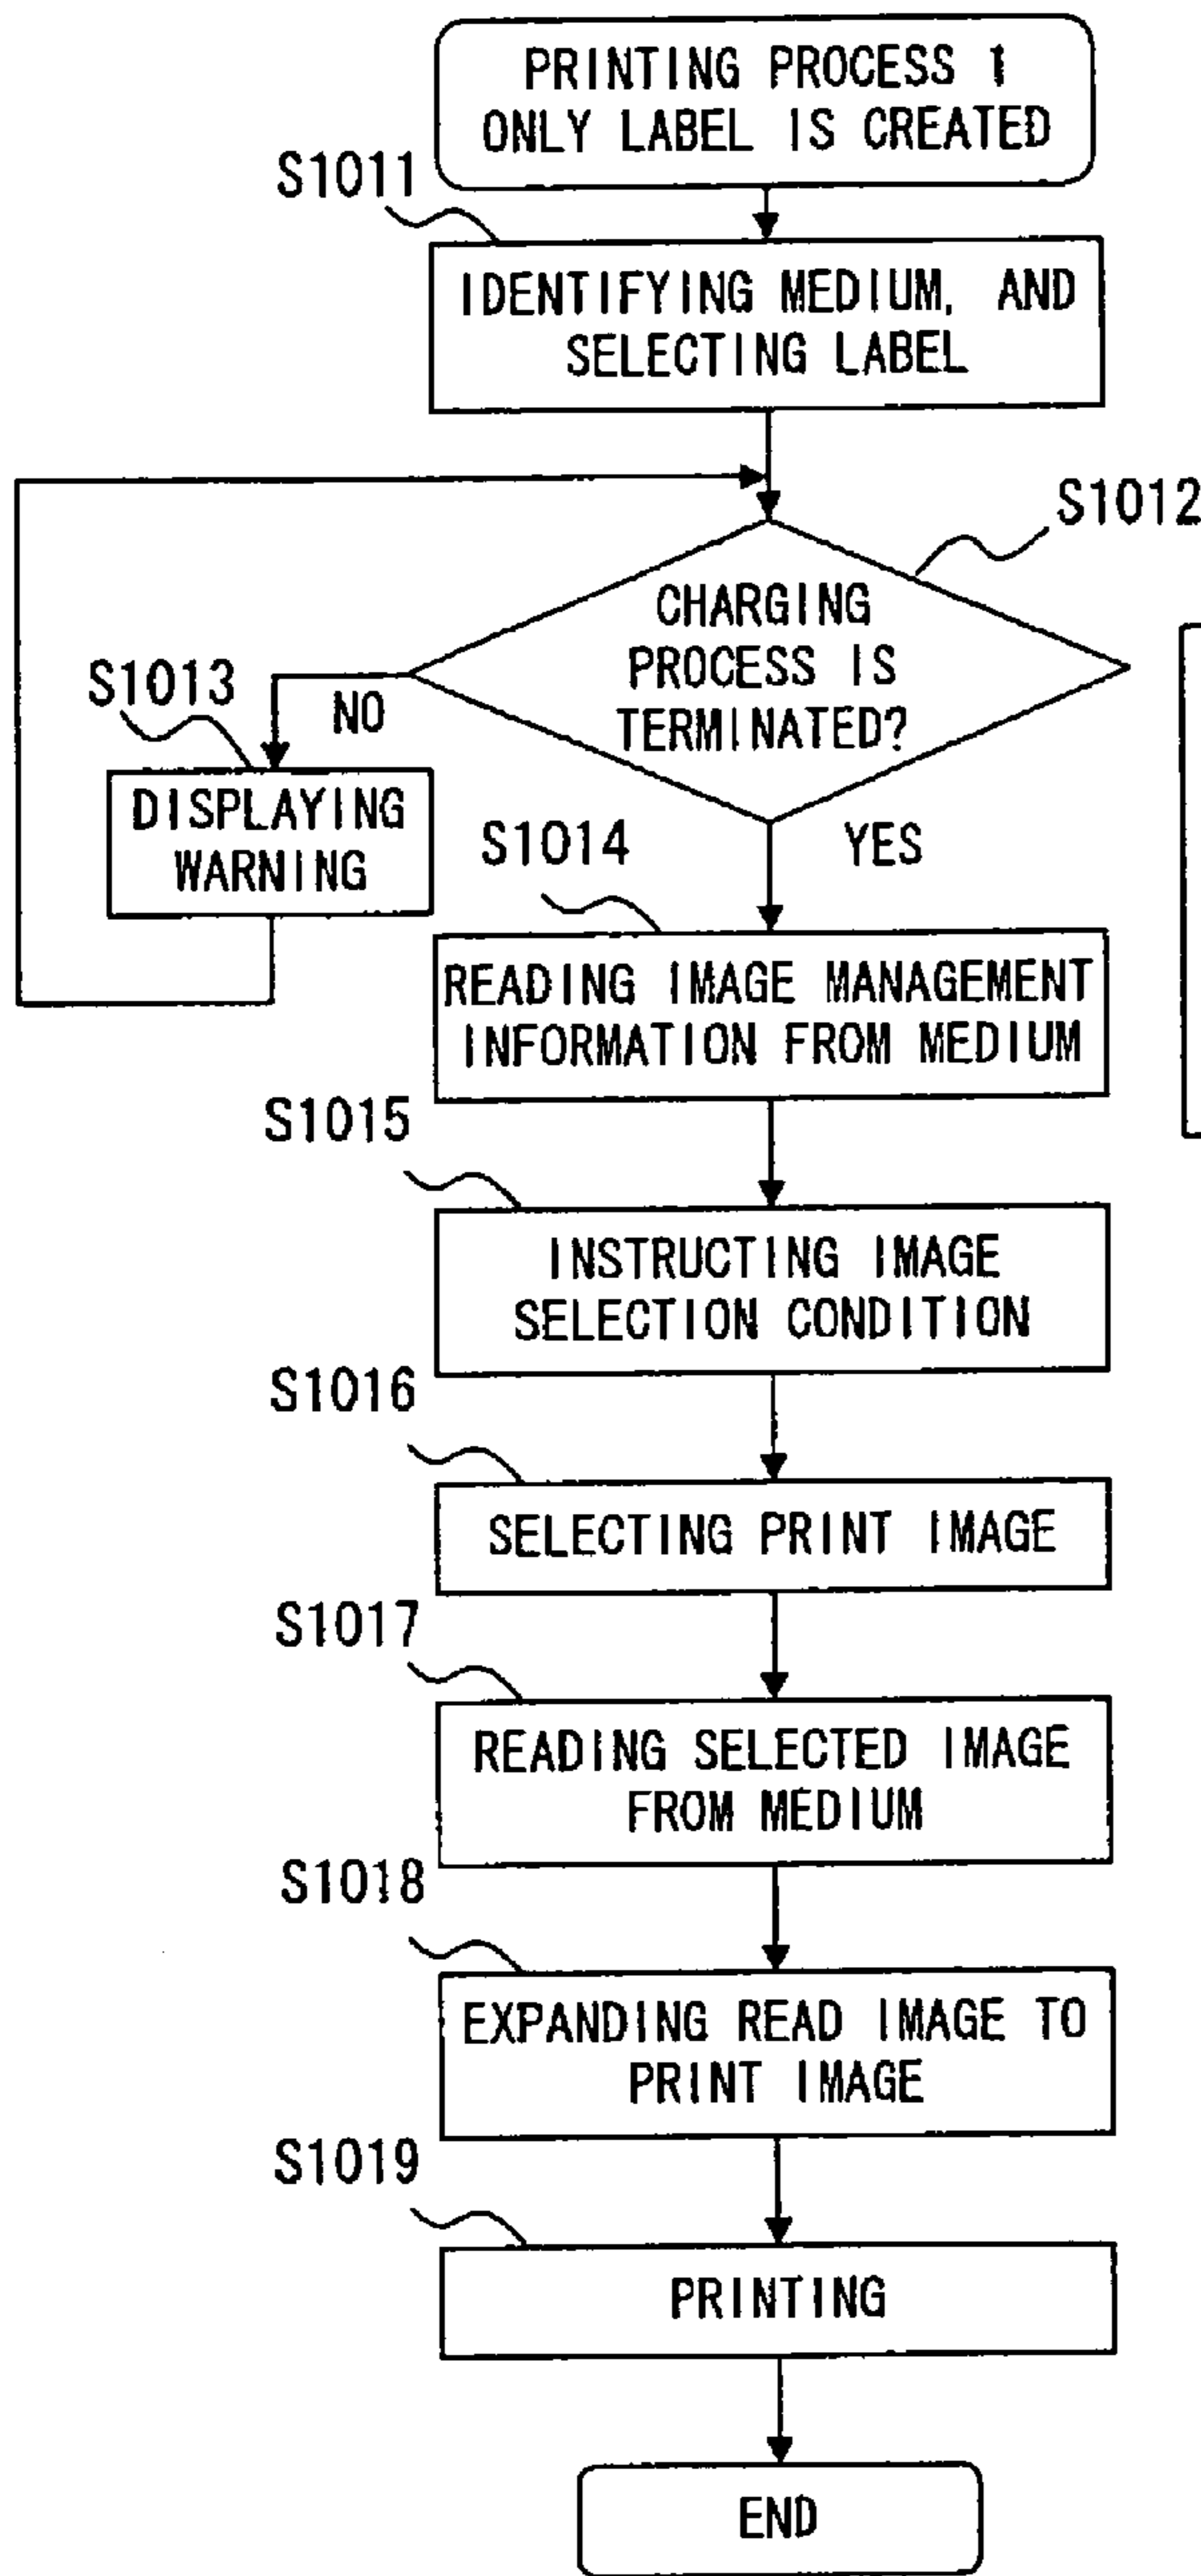 PRINTING PROCESS 1
ONLY LABEL IS CREATED
S1011
IDENTIFYING MEDIUM, AND
SELECTING LABEL
S1012
CHARGING
PROCESS IS
TERMINATED?
NO
S1013
DISPLAYING
WARNING
YES
S1014
READING IMAGE MANAGEMENT
INFORMATION FROM MEDIUM
S1015
INSTRUCTING IMAGE
SELECTION CONDITION
S1016
SELECTING PRINT IMAGE
S1017
READING SELECTED IMAGE
FROM MEDIUM
S1018
EXPANDING READ IMAGE TO
PRINT IMAGE
S1019
PRINTING
END